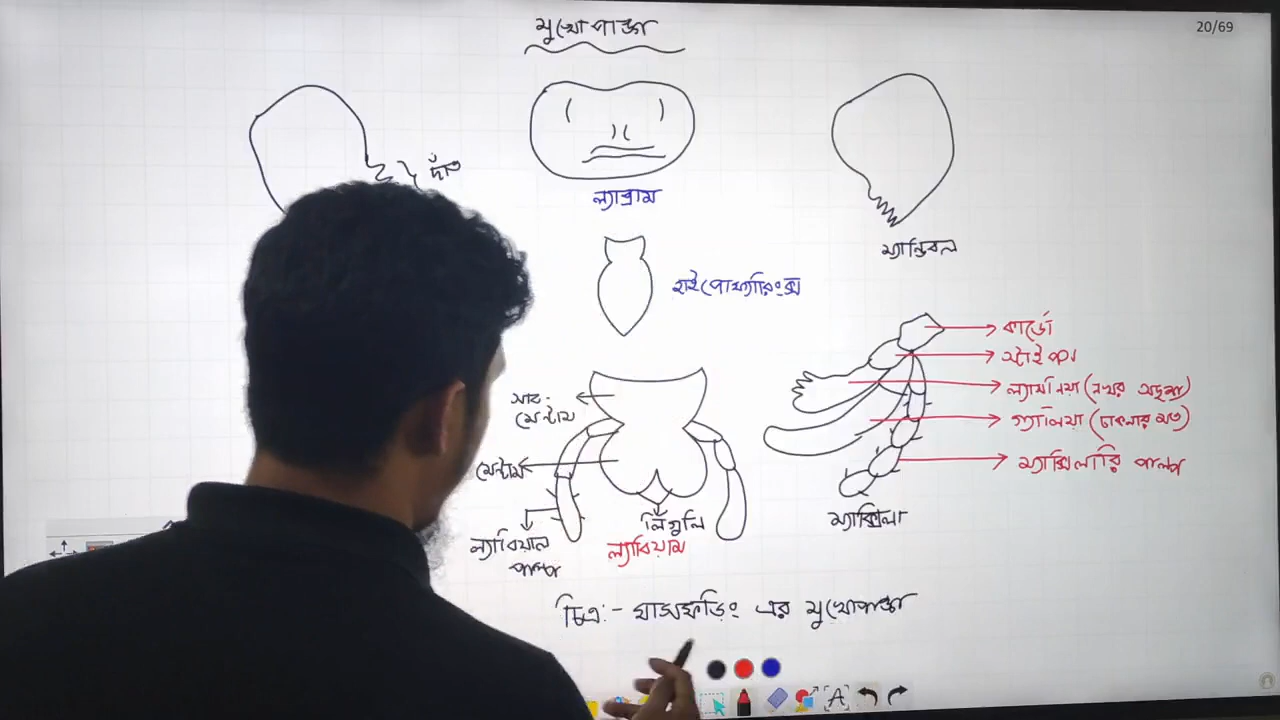 মুখোপাঙ্গ
20/69
দাঁত
ল্যাব্রাম
ম্যান্ডিবল
হাইপোফ্যারিংক্স
কার্ডো
স্টাইপস
ল্যাসিনিয়া (নখর সদৃশ)
গ্যালিয়া (ঢাকনার মত)
ম্যাক্সিলারি পাল্প
ম্যাক্সিলা
সাব-
মেন্টাম
মেন্টাম
ল্যাবিয়াল
পাল্প
লিগুলি
ল্যাবিয়াম
চিত্র:- ঘাসফড়িং এর মুখোপাঙ্গ